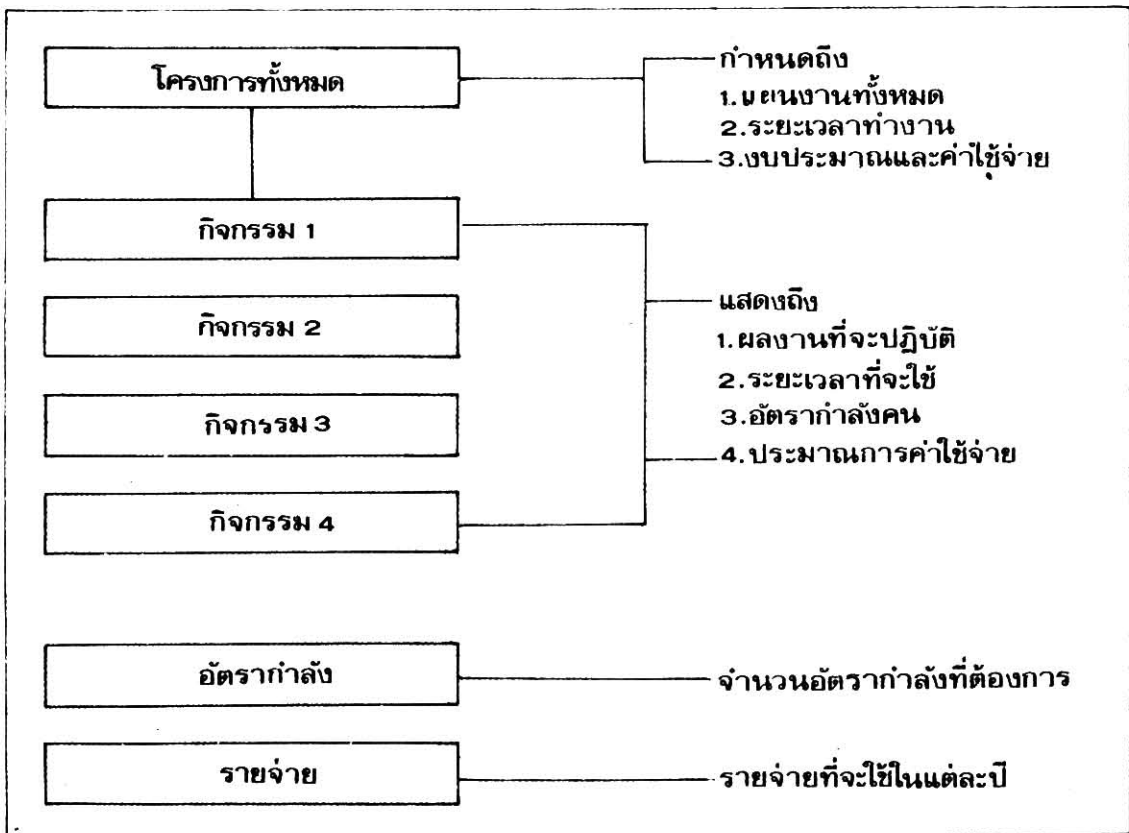 โครงการทั้งหมด
กำหนดถึง
1.แผนงานทั้งหมด
2.ระยะเวลาทำงาน
3.งบประมาณและค่าใช้จ่าย
กิจกรรม 1
กิจกรรม 2
กิจกรรม 3
กิจกรรม 4
แสดงถึง
1.ผลงานที่จะปฏิบัติ
2.ระยะเวลาที่จะใช้
3.อัตรากำลังคน
4.ประมาณการค่าใช้จ่าย
อัตรากำลัง
จำนวนอัตรากำลังที่ต้องการ
รายจ่าย
รายจ่ายที่จะใช้ในแต่ละปี